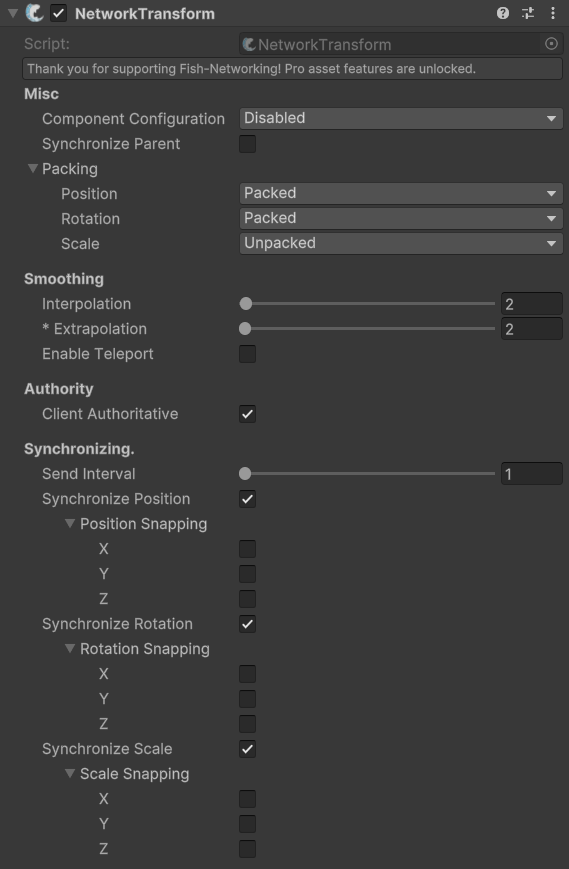 NetworkTransform
Script: NetworkTransform
Thank you for supporting Fish-Networking! Pro asset features are unlocked.
Misc
Component Configuration Disabled
Synchronize Parent
Packing
Position Packed
Rotation Packed
Scale Unpacked
Smoothing
Interpolation 2
* Extrapolation 2
Enable Teleport
Authority
Client Authoritative
Synchronizing.
Send Interval 1
Synchronize Position
Position Snapping
X
Y
Z
Synchronize Rotation
Rotation Snapping
X
Y
Z
Synchronize Scale
Scale Snapping
X
Y
Z